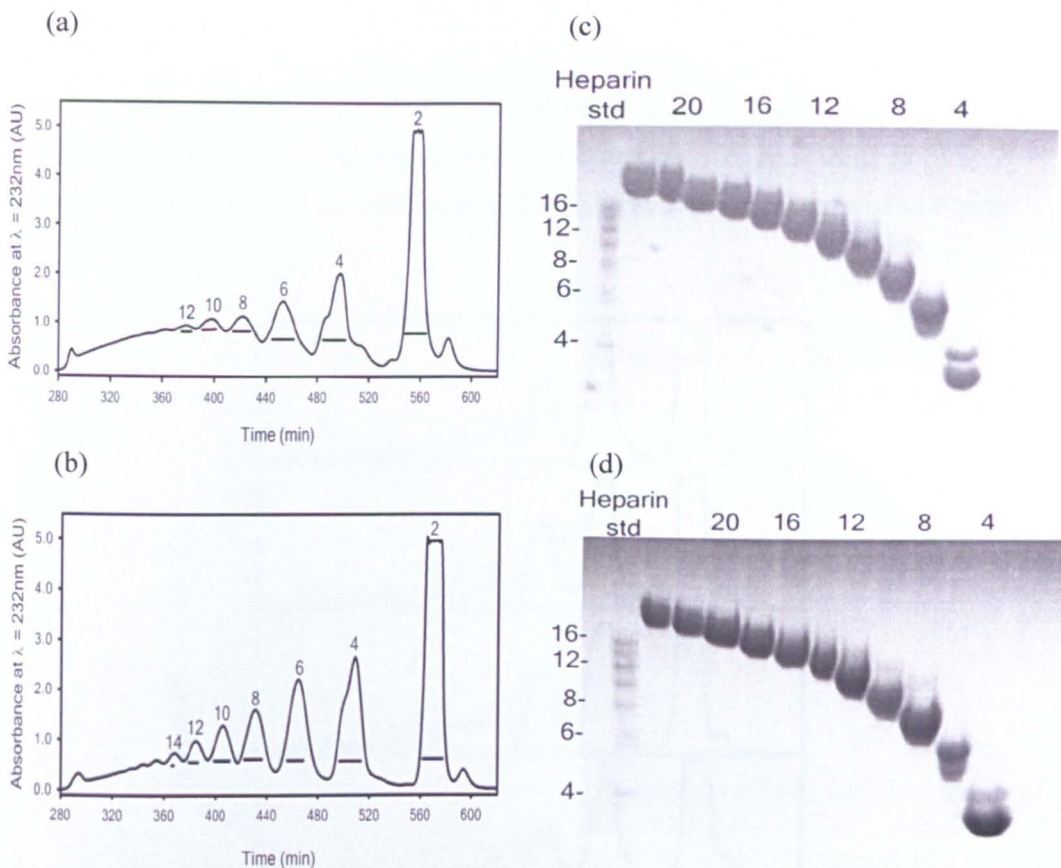 (a)
Absorbance at λ = 232nm (AU)
5.0
4.0
3.0
2.0
1.0
0.0
12 10 8 6 4 2
280 320 360 400 440 480 520 560 600
Time (min)
(c)
Heparin
std 20 16 12 8 4
16-
12-
8-
6-
4-
(b)
Absorbance at λ = 232nm (AU)
5.0
4.0
3.0
2.0
1.0
0.0
14 12 10 8 6 4 2
280 320 360 400 440 480 520 560 600
Time (min)
(d)
Heparin
std 20 16 12 8 4
16-
12-
8-
6-
4-